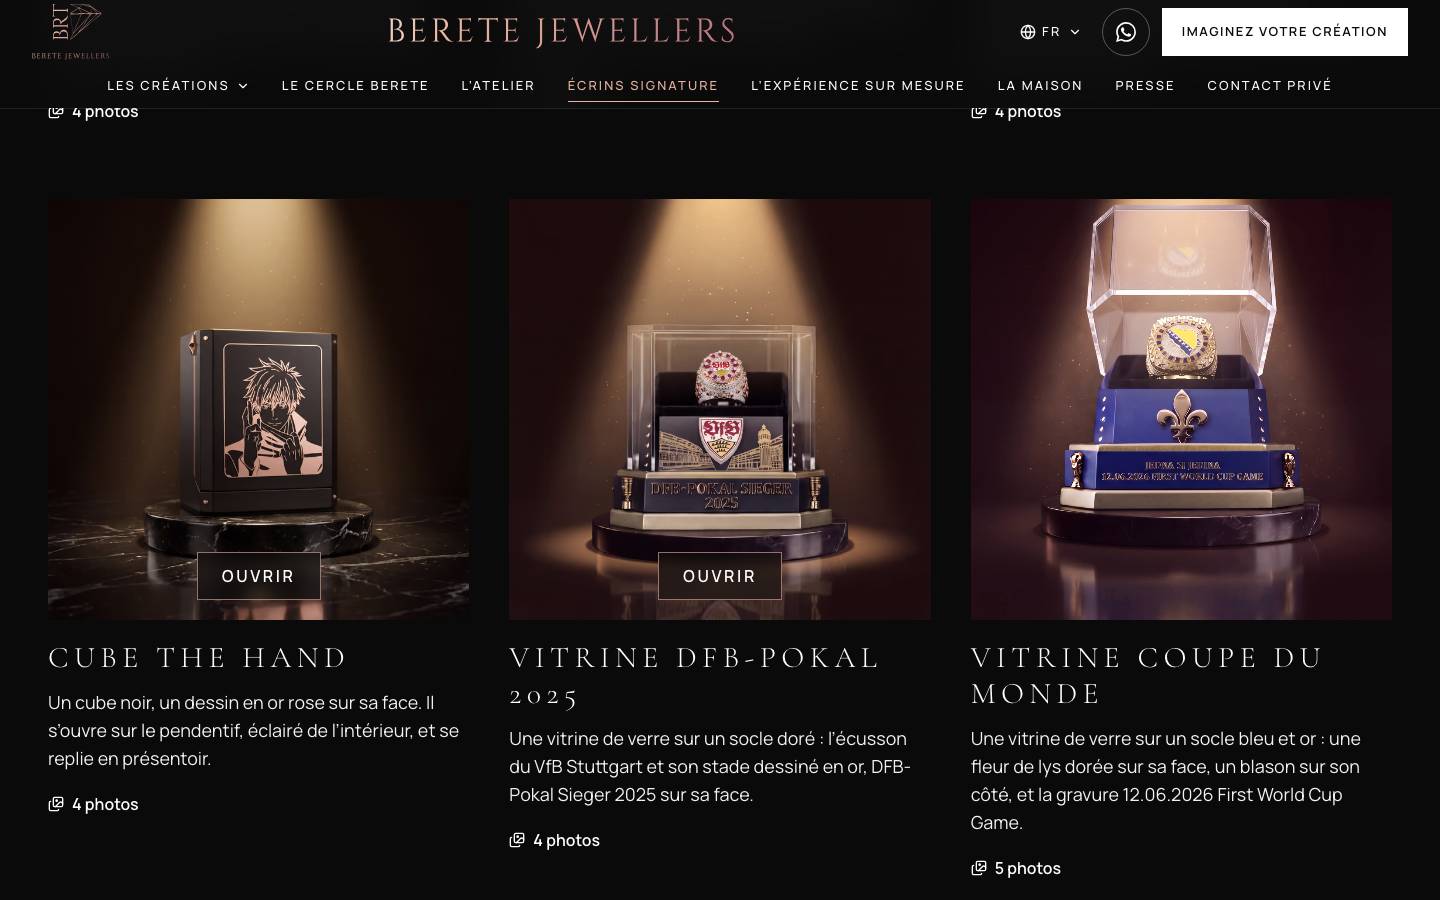 BRT
BERETE JEWELLERS
BERETE JEWELLERS
FR
IMAGINEZ VOTRE CRÉATION
LES CRÉATIONS
LE CERCLE BERETE
L'ATELIER
ÉCRINS SIGNATURE
L'EXPÉRIENCE SUR MESURE
LA MAISON
PRESSE
CONTACT PRIVÉ
4 photos
4 photos
OUVRIR
VfB
DFB-POKAL SIEGER
2025
OUVRIR
WorldCup
JEDNA SI JEDINA
12.06.2026 FIRST WORLD CUP GAME
CUBE THE HAND
Un cube noir, un dessin en or rose sur sa face. Il
s'ouvre sur le pendentif, éclairé de l'intérieur, et se
replie en présentoir.
4 photos
VITRINE DFB-POKAL
2025
Une vitrine de verre sur un socle doré : l'écusson
du VfB Stuttgart et son stade dessiné en or, DFB-
Pokal Sieger 2025 sur sa face.
4 photos
VITRINE COUPE DU
MONDE
Une vitrine de verre sur un socle bleu et or : une
fleur de lys dorée sur sa face, un blason sur son
côté, et la gravure 12.06.2026 First World Cup
Game.
5 photos